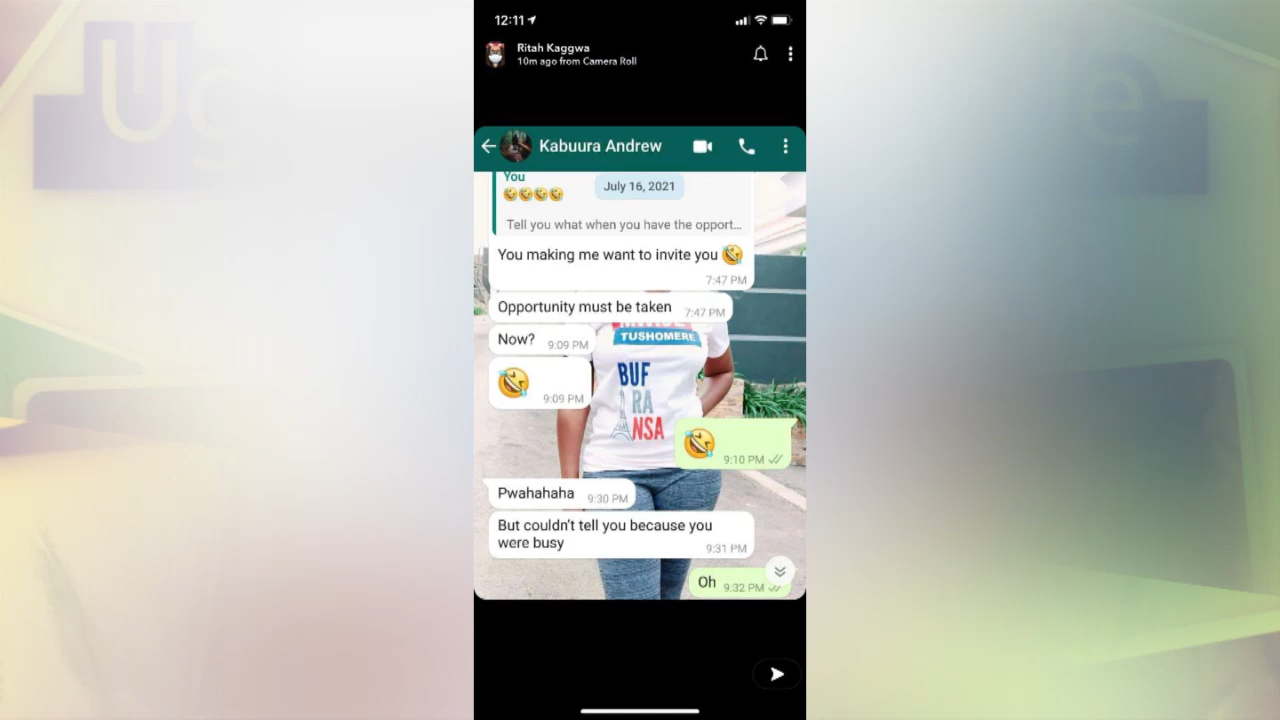 12:11
Ritah Kaggwa
10m ago from Camera Roll
Kabuura Andrew
You
July 16, 2021
🤣🤣🤣🤣
Tell you what when you have the opport...
You making me want to invite you 🤣
7:47 PM
Opportunity must be taken 7:47 PM
Now? 9:09 PM
TUSHOMERE
🤣
9:09 PM
BUF
RA
NSA
🤣
9:10 PM
Pwahahaha 9:30 PM
But couldn't tell you because you
were busy
9:31 PM
Oh 9:32 PM